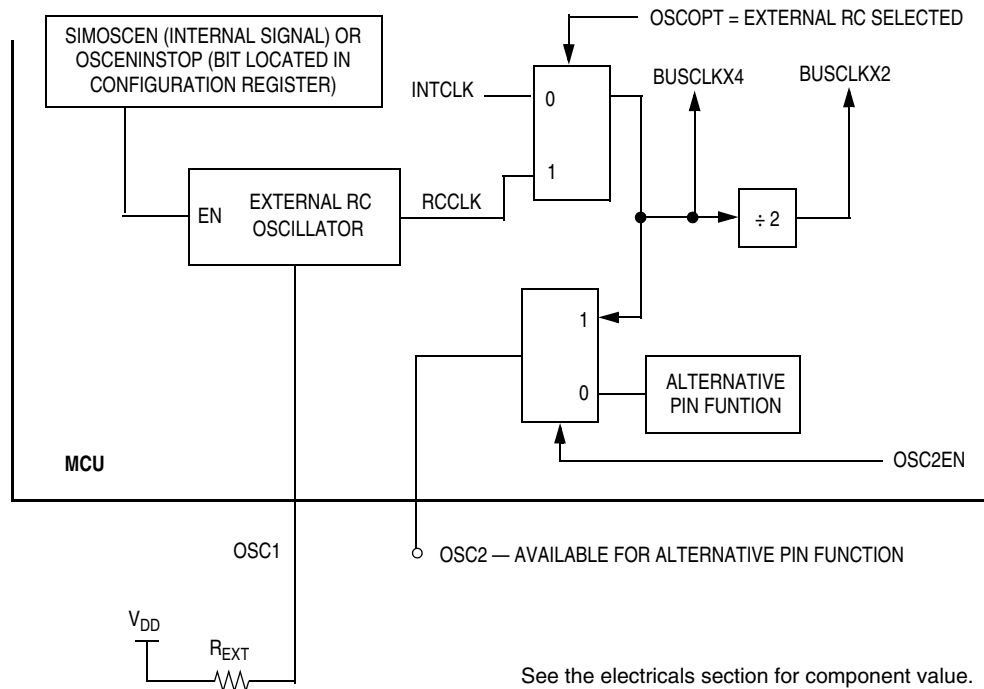 OSCOPT = EXTERNAL RC SELECTED
SIMOSCEN (INTERNAL SIGNAL) OR
OSCENINSTOP (BIT LOCATED IN
CONFIGURATION REGISTER)
BUSCLKX4
BUSCLKX2
INTCLK
0
1
EN
EXTERNAL RC
OSCILLATOR
RCCLK
÷ 2
1
0
ALTERNATIVE
PIN FUNTION
MCU
OSC2EN
OSC1
OSC2 — AVAILABLE FOR ALTERNATIVE PIN FUNCTION
VDD
REXT
See the electricals section for component value.